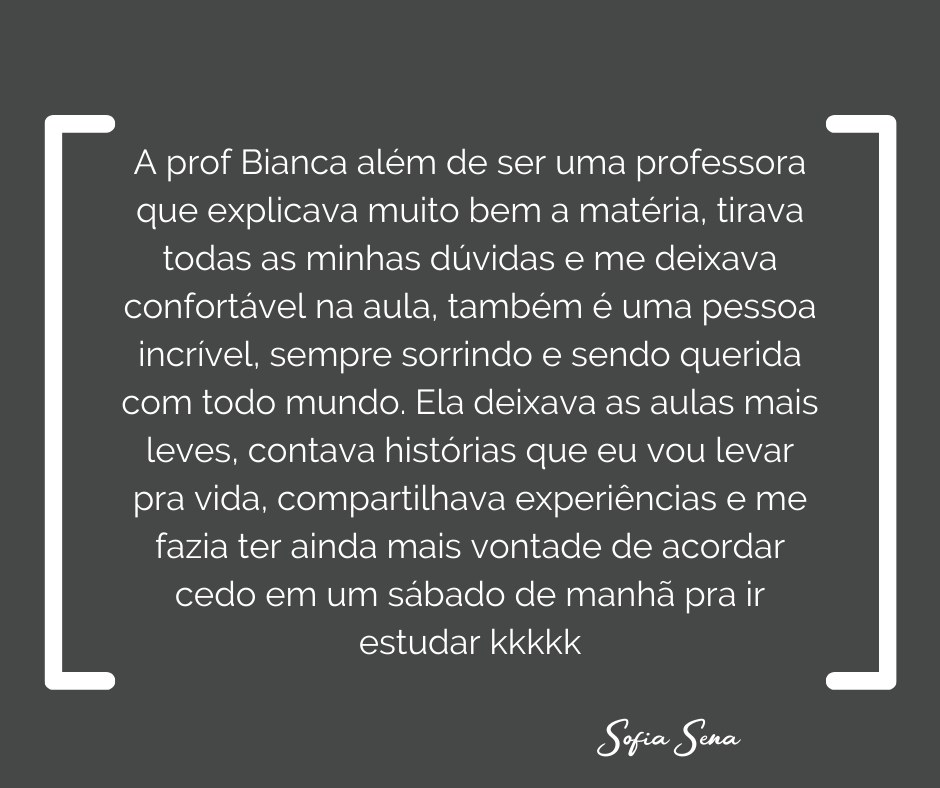 A prof Bianca além de ser uma professora
que explicava muito bem a matéria, tirava
todas as minhas dúvidas e me deixava
confortável na aula, também é uma pessoa
incrível, sempre sorrindo e sendo querida
com todo mundo. Ela deixava as aulas mais
leves, contava histórias que eu vou levar
pra vida, compartilhava experiências e me
fazia ter ainda mais vontade de acordar
cedo em um sábado de manhã pra ir
estudar kkkkk
Sofia Sena